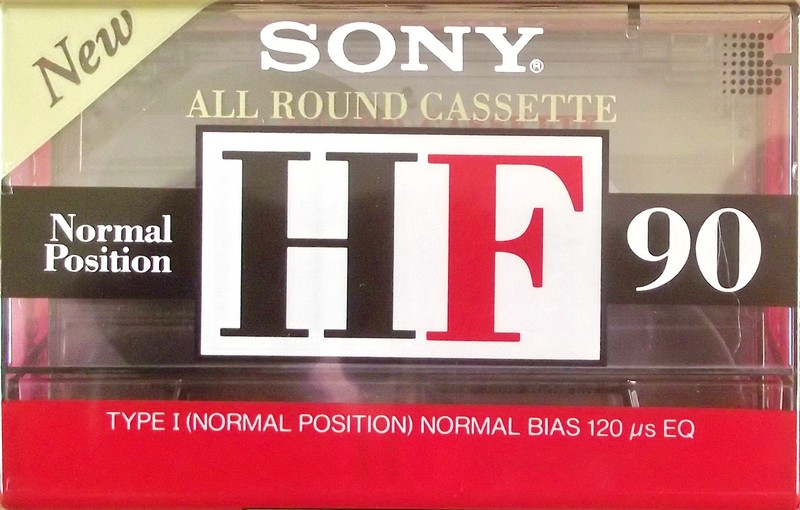 New
SONY®
ALL ROUND CASSETTE
Normal
Position
HF
90
TYPE I (NORMAL POSITION) NORMAL BIAS 120 µs EQ